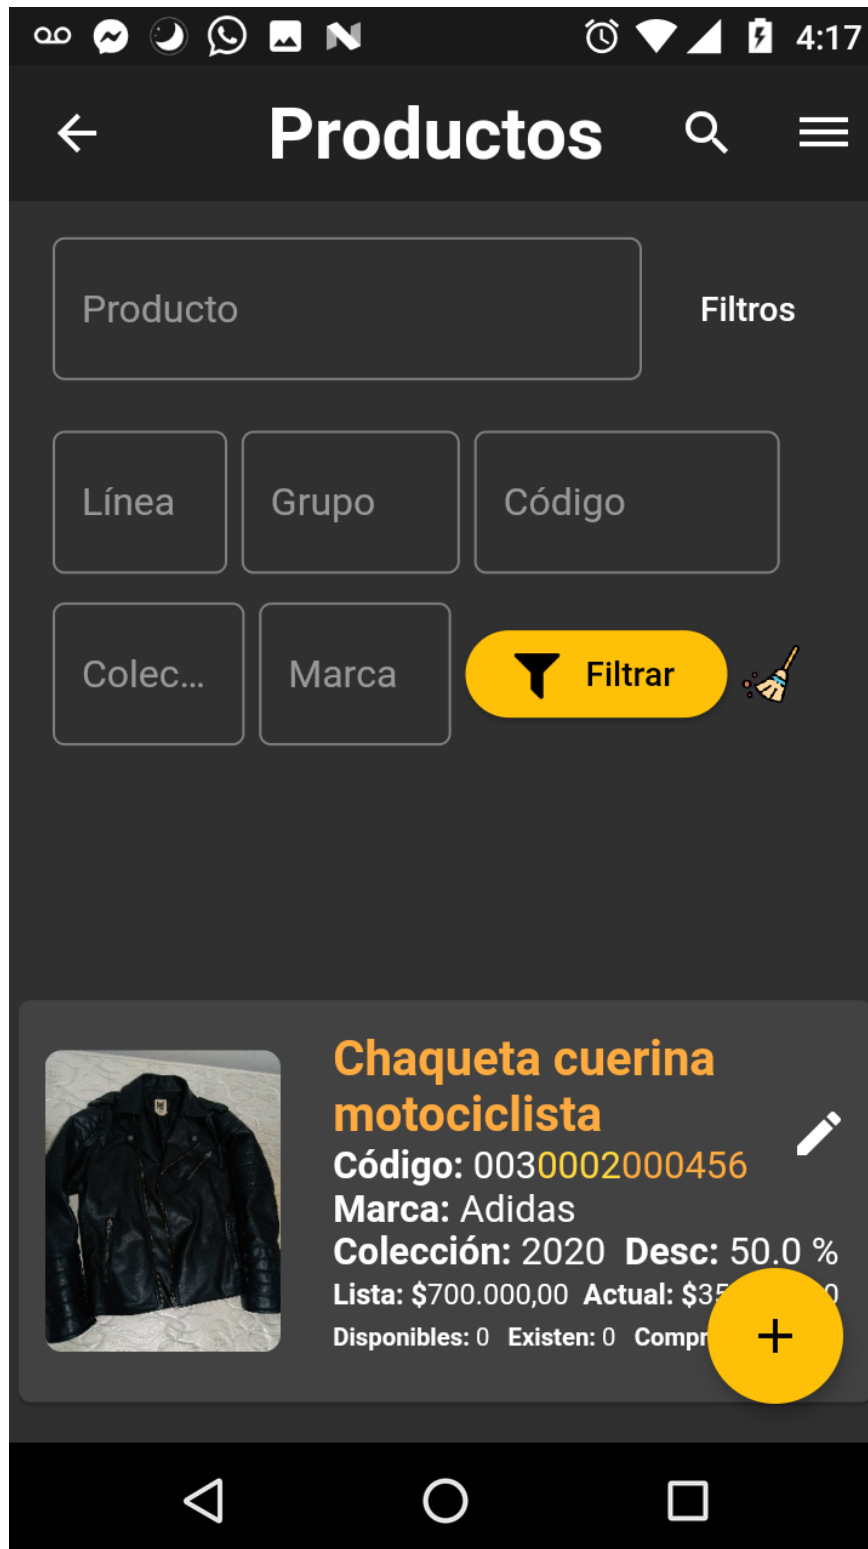 4:17
Productos
Producto
Filtros
Línea Grupo Código
Colec... Marca Filtrar
Chaqueta cuerina
motociclista
Código: 0030002000456
Marca: Adidas
Colección: 2020 Desc: 50.0 %
Lista: $700.000,00 Actual: $35
Disponibles: 0 Existen: 0